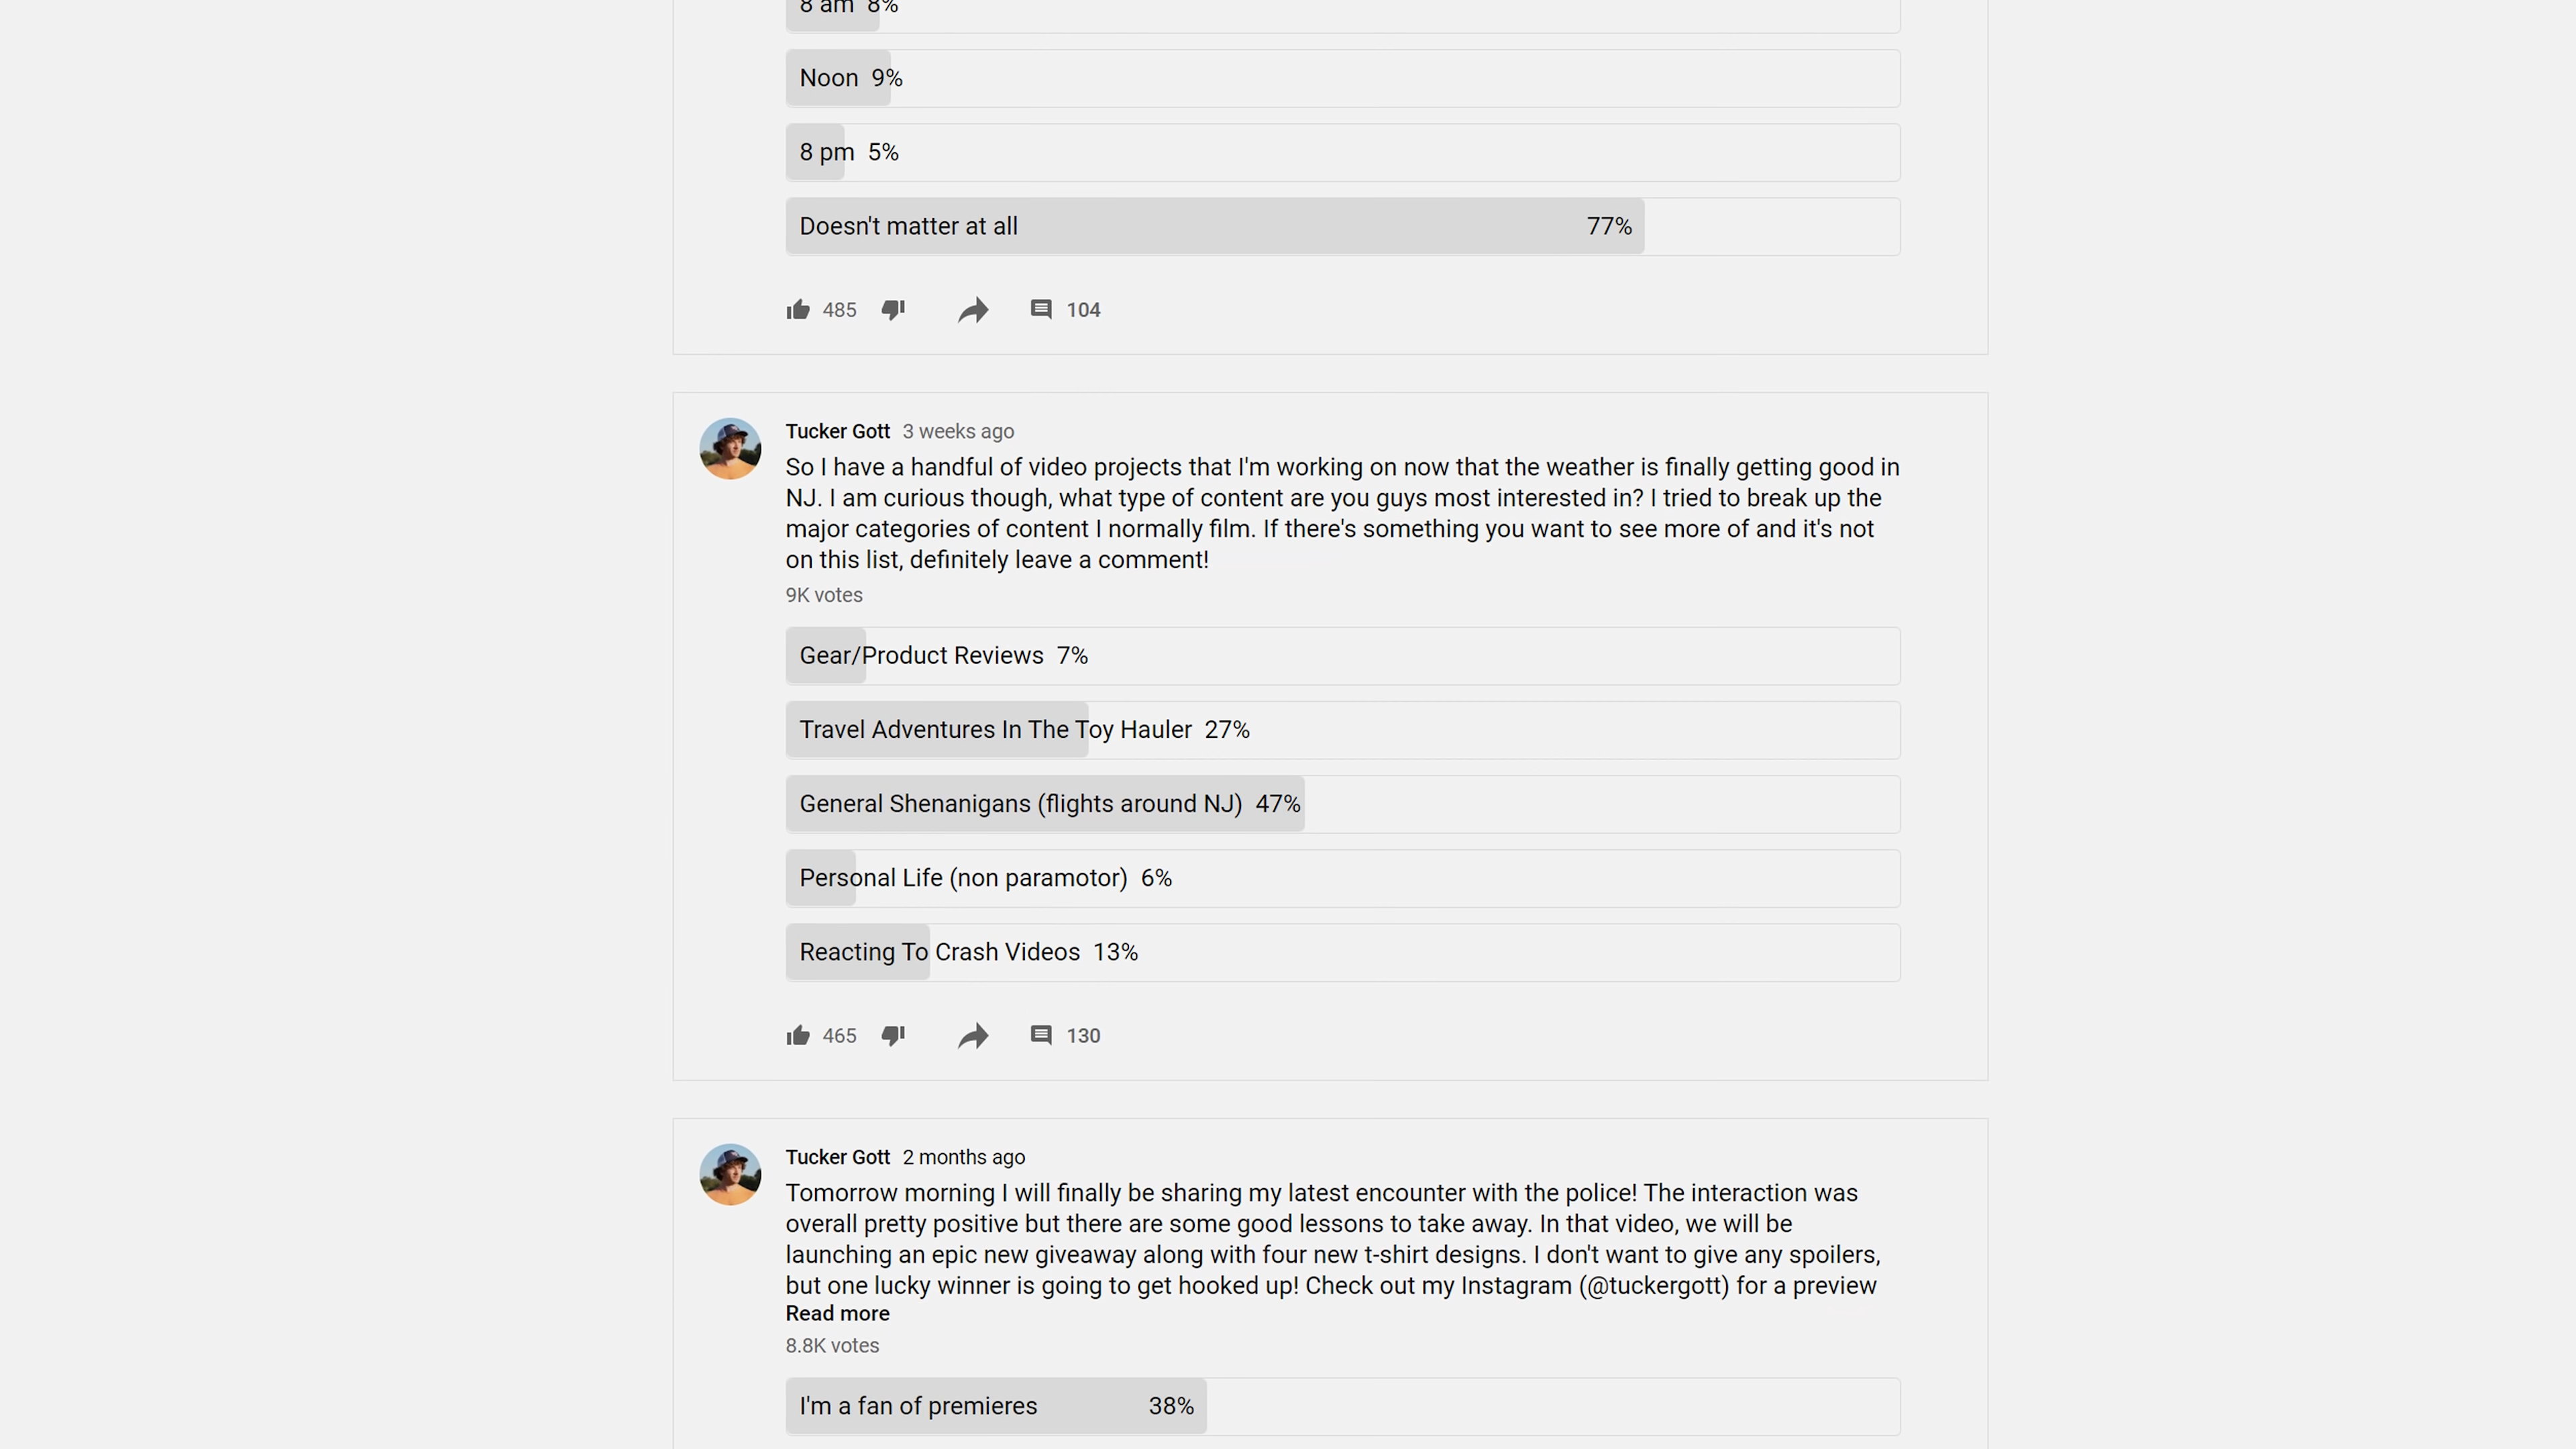 8 am 8%
Noon 9%
8 pm 5%
Doesn't matter at all 77%
485 104
Tucker Gott 3 weeks ago
So I have a handful of video projects that I'm working on now that the weather is finally getting good in
NJ. I am curious though, what type of content are you guys most interested in? I tried to break up the
major categories of content I normally film. If there's something you want to see more of and it's not
on this list, definitely leave a comment!
9K votes
Gear/Product Reviews 7%
Travel Adventures In The Toy Hauler 27%
General Shenanigans (flights around NJ) 47%
Personal Life (non paramotor) 6%
Reacting To Crash Videos 13%
465 130
Tucker Gott 2 months ago
Tomorrow morning I will finally be sharing my latest encounter with the police! The interaction was
overall pretty positive but there are some good lessons to take away. In that video, we will be
launching an epic new giveaway along with four new t-shirt designs. I don't want to give any spoilers,
but one lucky winner is going to get hooked up! Check out my Instagram (@tuckergott) for a preview
Read more
8.8K votes
I'm a fan of premieres 38%